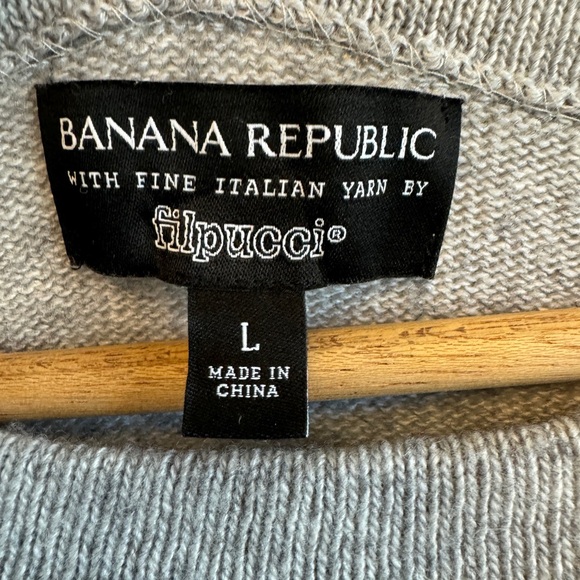 BANANA REPUBLIC
WITH FINE ITALIAN YARN BY
filpucci®
L
MADE IN
CHINA